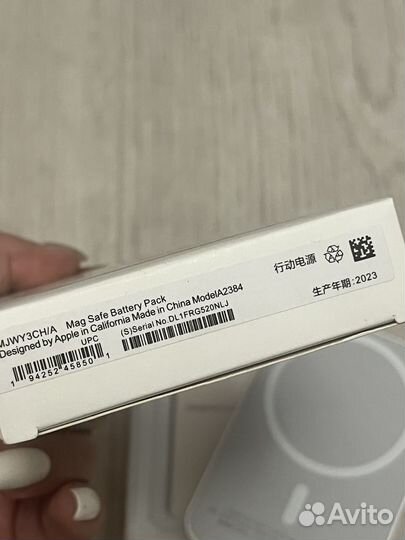 MJWY3CH/A Mag Safe Battery Pack
Designed by Apple in California Made in China ModelA2384
UPC
(S)Serial No.DL1FRG520NLJ
1 94252 45850 1
行动电源
生产年期: 2023
Avito